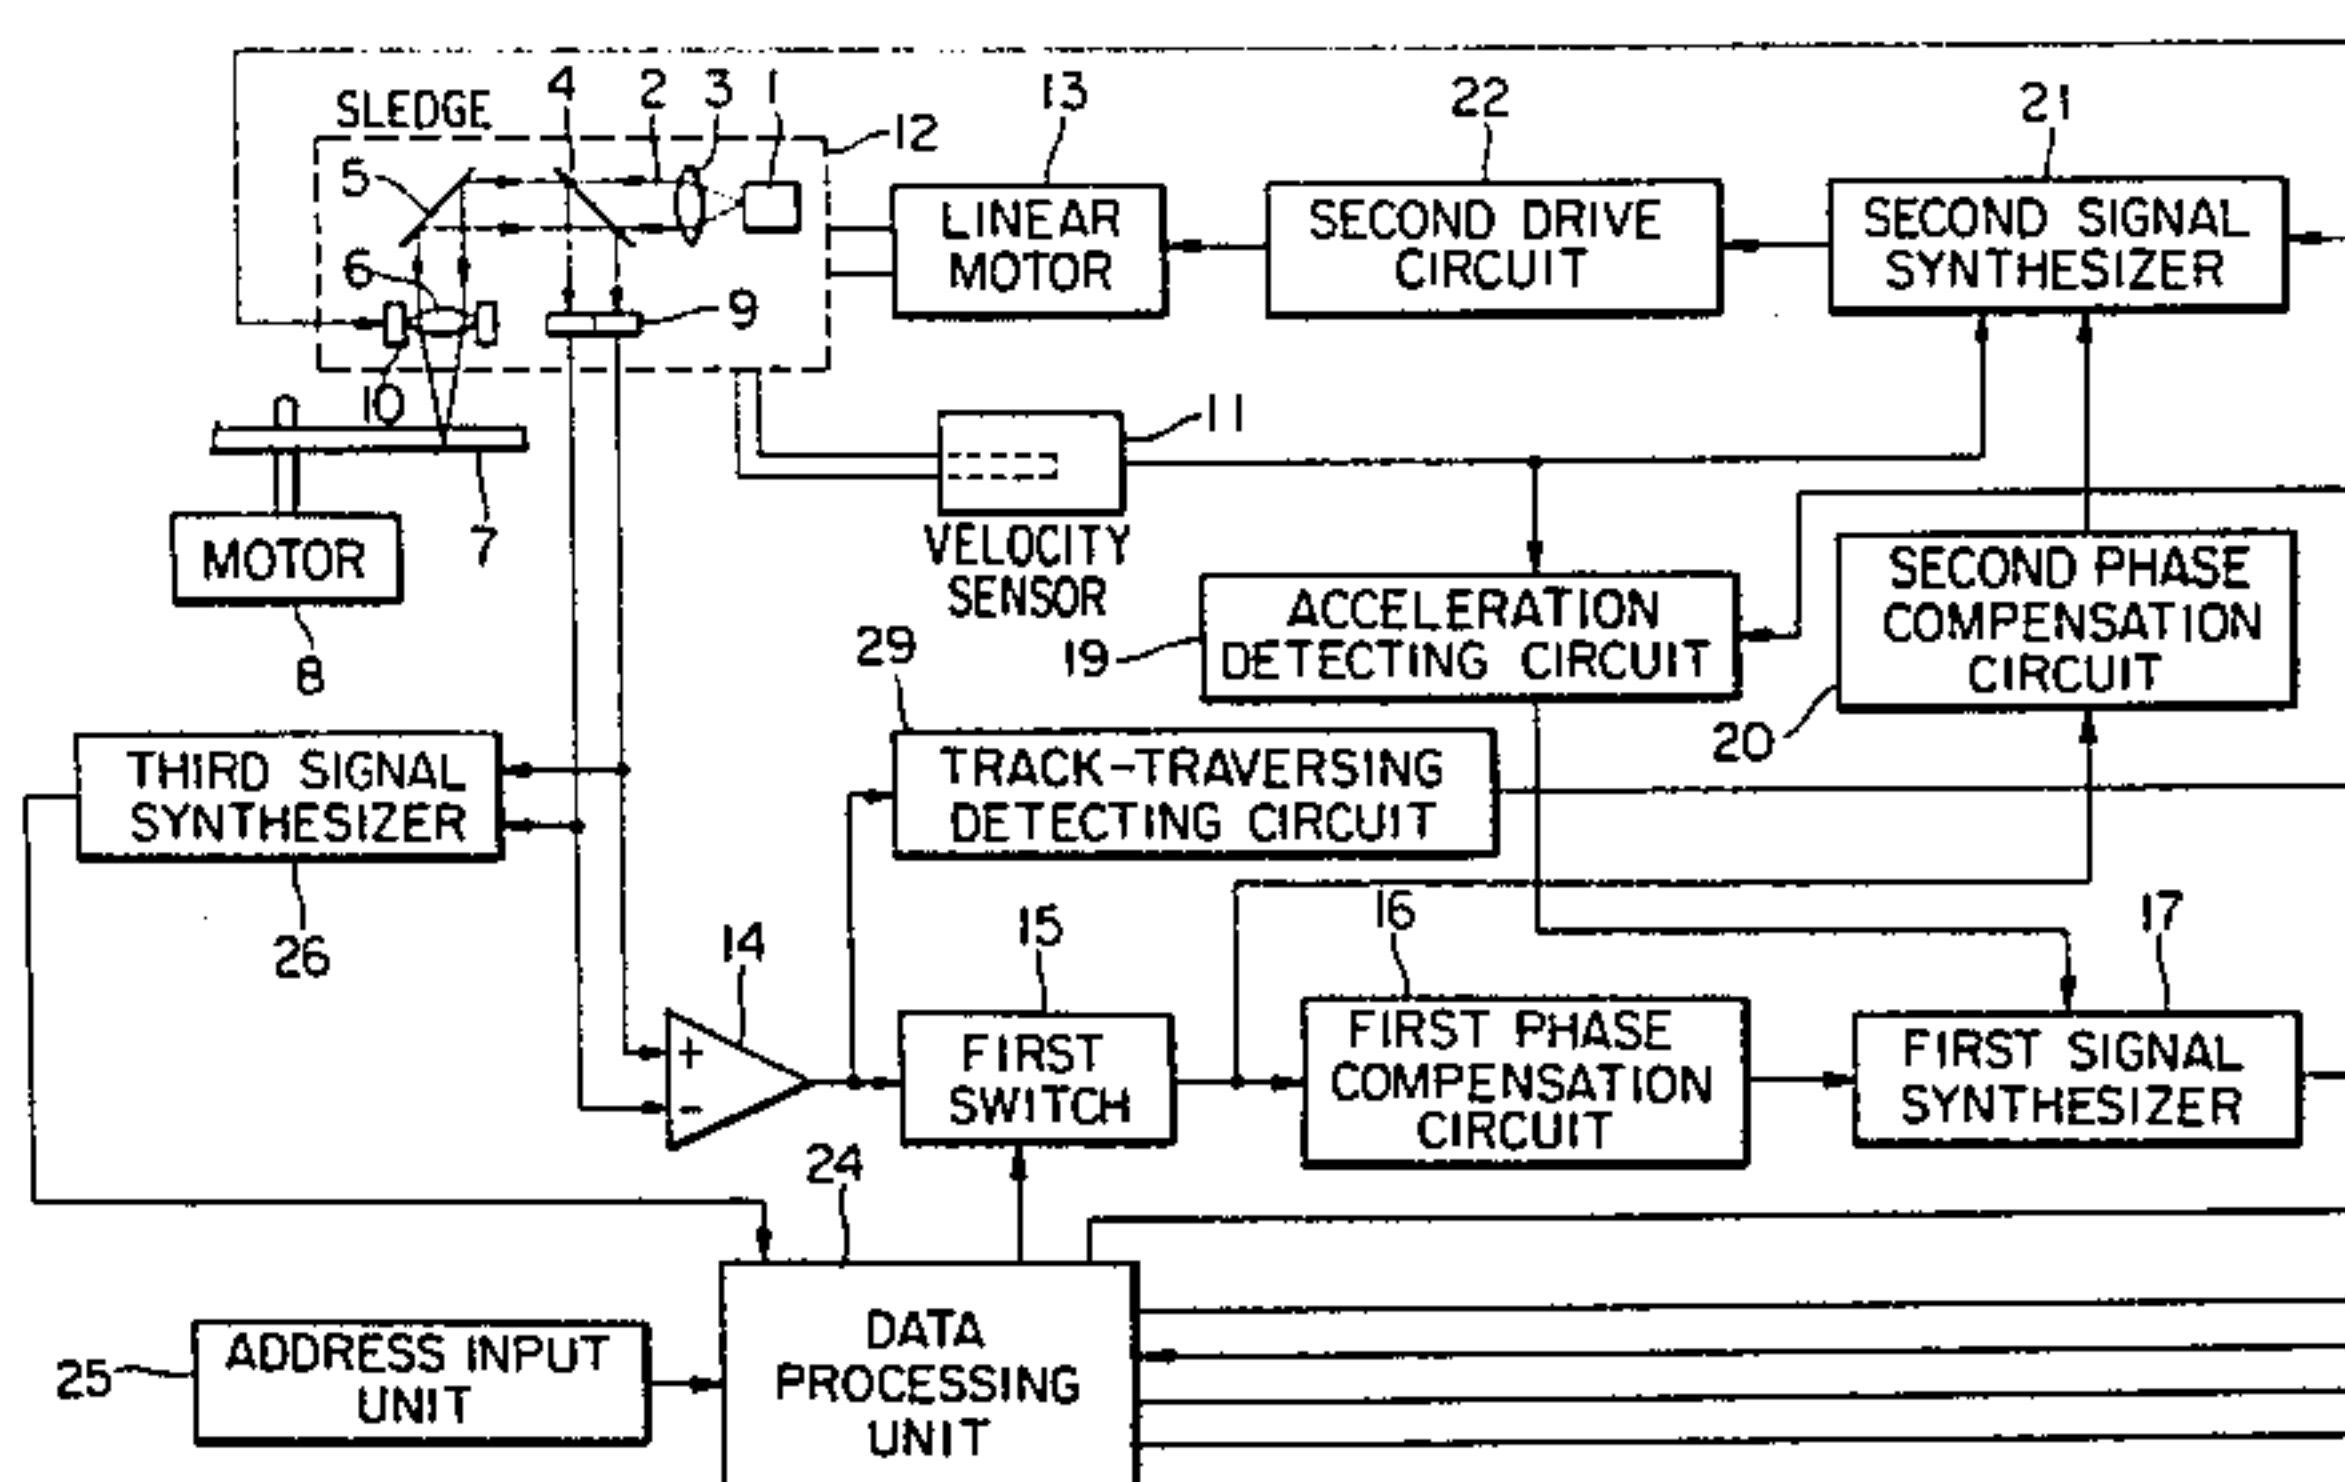 4
2
3
1
13
22
21
SLEDGE
12
5
LINEAR
MOTOR
SECOND DRIVE
CIRCUIT
SECOND SIGNAL
SYNTHESIZER
6
9
10
11
7
MOTOR
8
VELOCITY
SENSOR
29
19
ACCELERATION
DETECTING CIRCUIT
SECOND PHASE
COMPENSATION
CIRCUIT
20
THIRD SIGNAL
SYNTHESIZER
26
TRACK-TRAVERSING
DETECTING CIRCUIT
14
15
16
17
+
−
FIRST
SWITCH
FIRST PHASE
COMPENSATION
CIRCUIT
FIRST SIGNAL
SYNTHESIZER
24
25
ADDRESS INPUT
UNIT
DATA
PROCESSING
UNIT